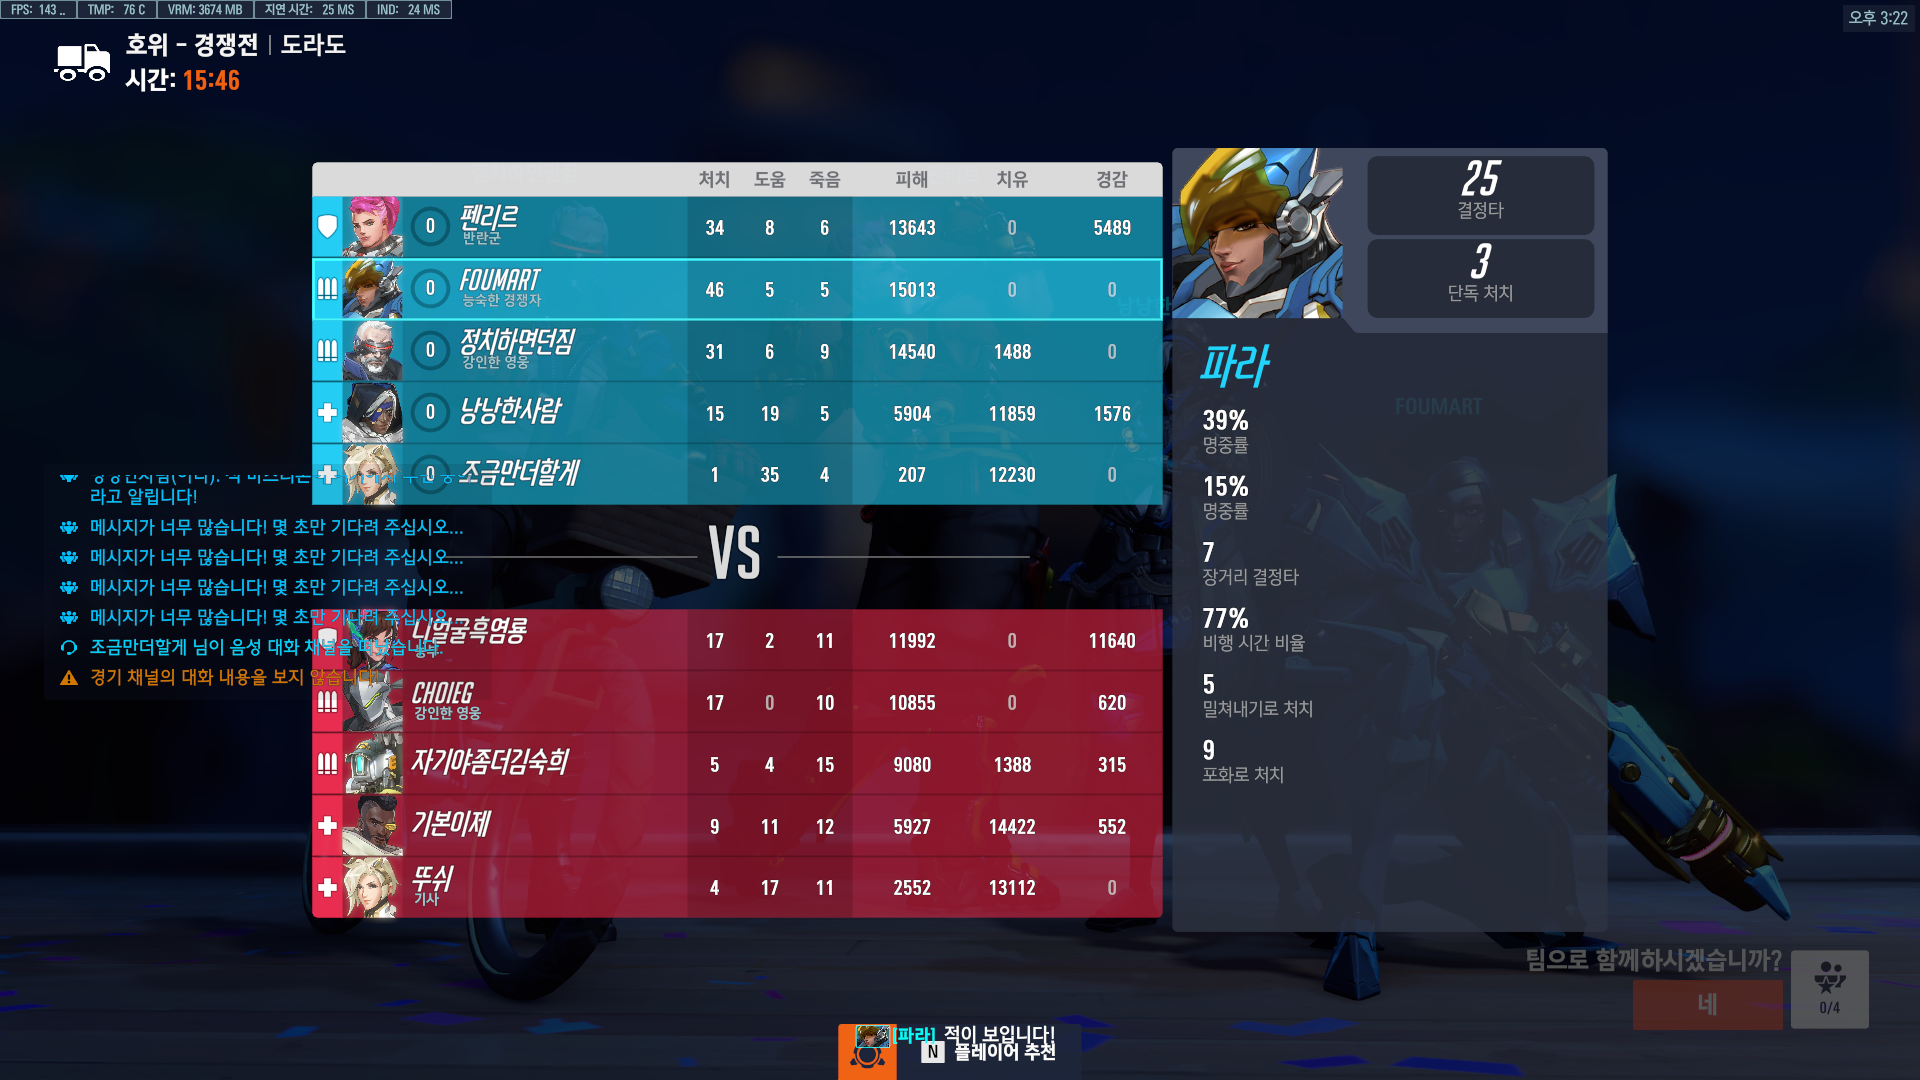 FPS: 143 ..
TMP: 76 C
VRM: 3674 MB
지연 시간: 25 MS
IND: 24 MS
오후 3:22
호위 - 경쟁전 | 도라도
시간: 15:46
처치 도움 죽음 피해 치유 경감
0 펜리르 34 8 6 13643 0 5489
반란군
0 FOUMART 46 5 5 15013 0 0
능숙한 경쟁자
0 정치하면던짐 31 6 9 14540 1488 0
강인한 영웅
0 낭낭한사람 15 19 5 5904 11859 1576
0 조금만더할게 1 35 4 207 12230 0
라고 알립니다!
메시지가 너무 많습니다! 몇 초만 기다려 주십시오...
메시지가 너무 많습니다! 몇 초만 기다려 주십시오...
메시지가 너무 많습니다! 몇 초만 기다려 주십시오...
메시지가 너무 많습니다! 몇 초만 기다려 주십시오...
조금만더할게 님이 음성 대화 채널을 떠났습니다.
경기 채널의 대화 내용을 보지 않습니다!
VS
니얼굴흑염룡 17 2 11 11992 0 11640
CHOIEG 17 0 10 10855 0 620
강인한 영웅
자기야좀더김숙희 5 4 15 9080 1388 315
기본이제 9 11 12 5927 14422 552
뚜쉬 4 17 11 2552 13112 0
기사
25
결정타
3
단독 처치
파라
FOUMART
39%
명중률
15%
명중률
7
장거리 결정타
77%
비행 시간 비율
5
밀쳐내기로 처치
9
포화로 처치
팀으로 함께하시겠습니까?
네
0/4
[파라] 적이 보입니다!
N 플레이어 추천